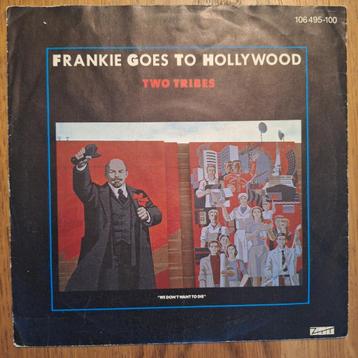 106 495-100
FRANKIE GOES TO HOLLYWOOD
TWO TRIBES
"WE DON'T WANT TO DIE"